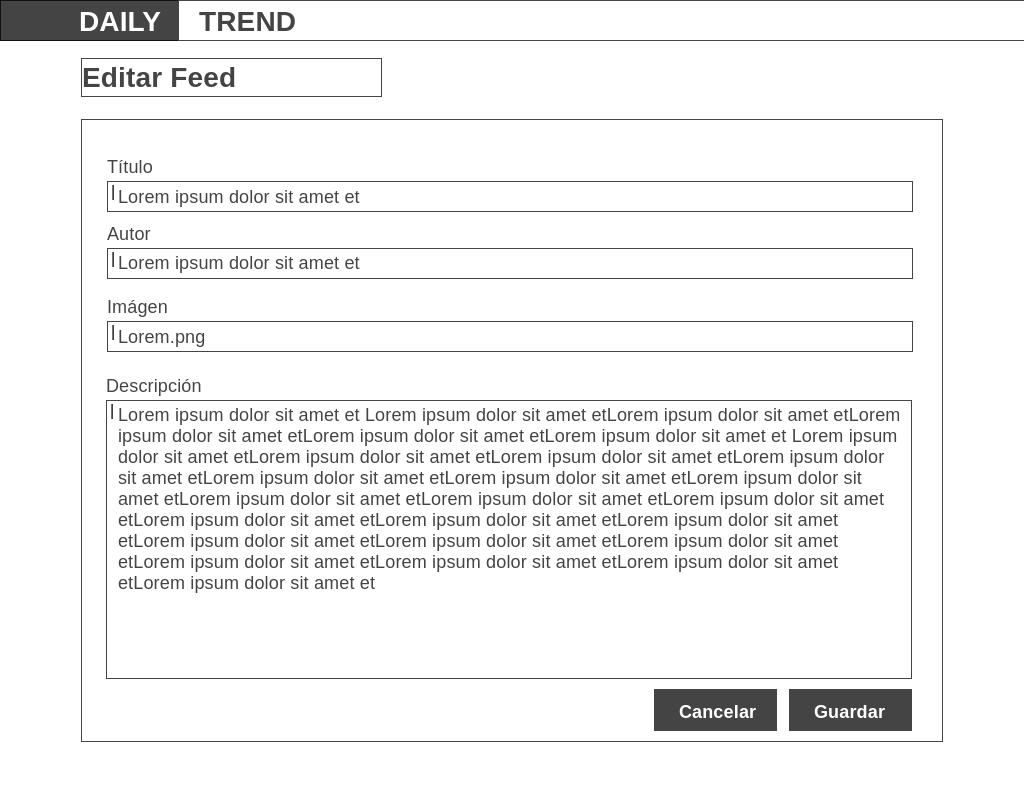 DAILY TREND
Editar Feed
Título
Lorem ipsum dolor sit amet et
Autor
Lorem ipsum dolor sit amet et
Imágen
Lorem.png
Descripción
Lorem ipsum dolor sit amet et Lorem ipsum dolor sit amet etLorem ipsum dolor sit amet etLorem
ipsum dolor sit amet etLorem ipsum dolor sit amet etLorem ipsum dolor sit amet et Lorem ipsum
dolor sit amet etLorem ipsum dolor sit amet etLorem ipsum dolor sit amet etLorem ipsum dolor
sit amet etLorem ipsum dolor sit amet etLorem ipsum dolor sit amet etLorem ipsum dolor sit
amet etLorem ipsum dolor sit amet etLorem ipsum dolor sit amet etLorem ipsum dolor sit amet
etLorem ipsum dolor sit amet etLorem ipsum dolor sit amet etLorem ipsum dolor sit amet
etLorem ipsum dolor sit amet etLorem ipsum dolor sit amet etLorem ipsum dolor sit amet
etLorem ipsum dolor sit amet etLorem ipsum dolor sit amet etLorem ipsum dolor sit amet
etLorem ipsum dolor sit amet et
Cancelar Guardar